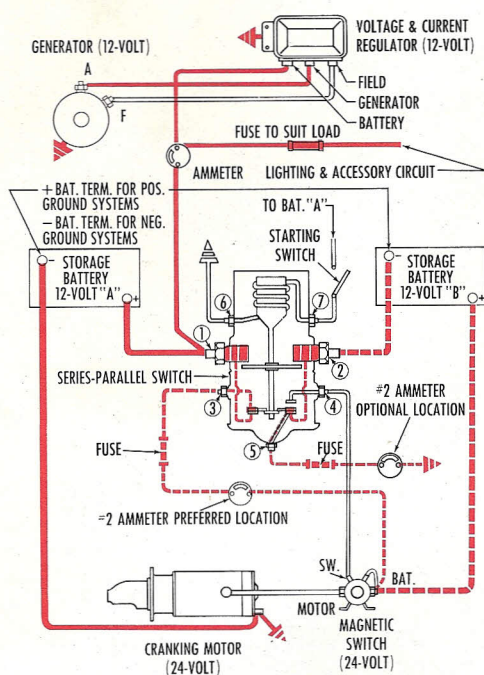 VOLTAGE & CURRENT
REGULATOR (12-VOLT)
GENERATOR (12-VOLT)
A
F
FIELD
GENERATOR
BATTERY
FUSE TO SUIT LOAD
AMMETER
LIGHTING & ACCESSORY CIRCUIT
+ BAT. TERM. FOR POS.
GROUND SYSTEMS
- BAT. TERM. FOR NEG.
GROUND SYSTEMS
TO BAT. "A"
STARTING
SWITCH
-
STORAGE
BATTERY
12-VOLT "A"
+
-
STORAGE
BATTERY
12-VOLT "B"
+
6
7
1
2
SERIES-PARALLEL SWITCH
3
4
5
#2 AMMETER
OPTIONAL LOCATION
FUSE
FUSE
#2 AMMETER PREFERRED LOCATION
SW.
BAT.
MOTOR
MAGNETIC
SWITCH
(24-VOLT)
CRANKING MOTOR
(24-VOLT)